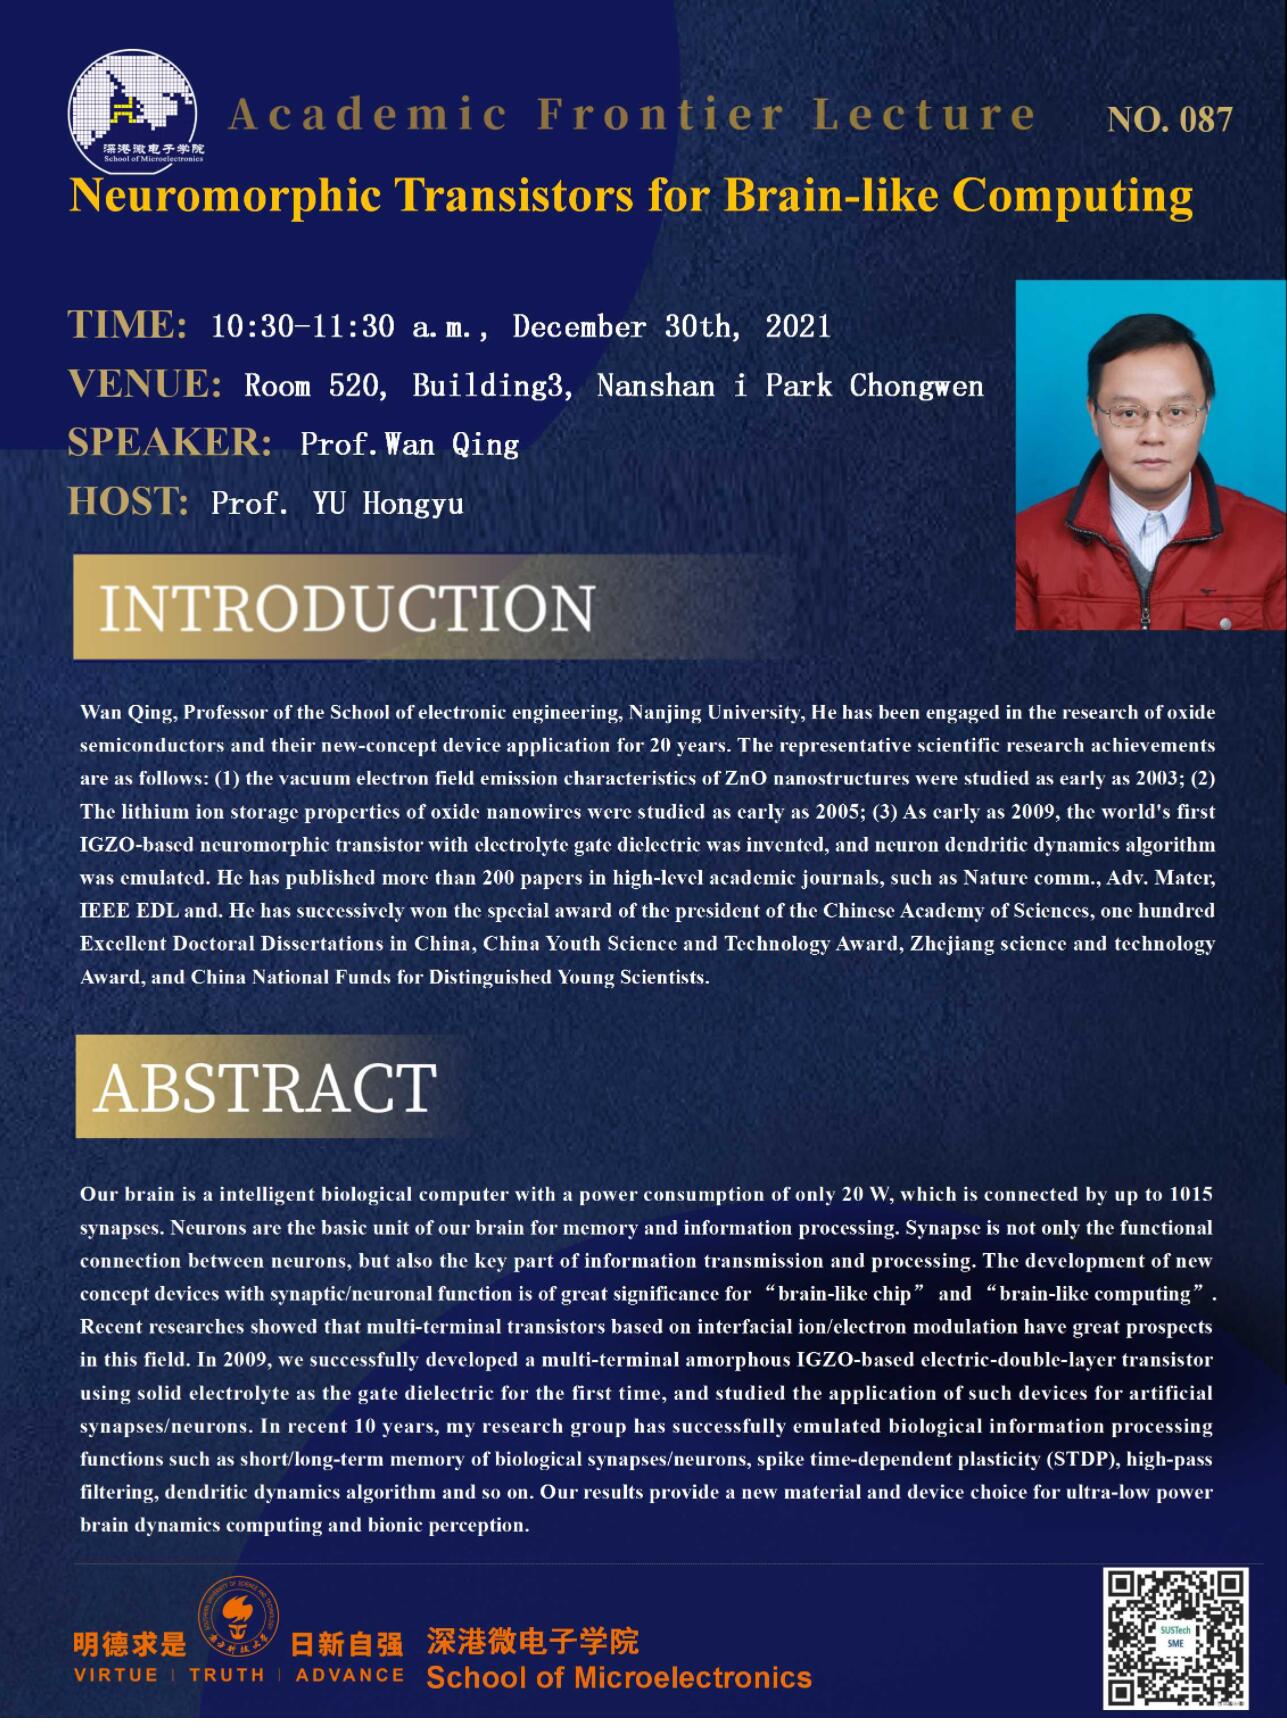 深港微电子学院
School of Microelectronics
Academic Frontier Lecture NO. 087
Neuromorphic Transistors for Brain-like Computing
TIME: 10:30-11:30 a.m., December 30th, 2021
VENUE: Room 520, Building3, Nanshan i Park Chongwen
SPEAKER: Prof.Wan Qing
HOST: Prof. YU Hongyu
INTRODUCTION
Wan Qing, Professor of the School of electronic engineering, Nanjing University, He has been engaged in the research of oxide
semiconductors and their new-concept device application for 20 years. The representative scientific research achievements
are as follows: (1) the vacuum electron field emission characteristics of ZnO nanostructures were studied as early as 2003; (2)
The lithium ion storage properties of oxide nanowires were studied as early as 2005; (3) As early as 2009, the world's first
IGZO-based neuromorphic transistor with electrolyte gate dielectric was invented, and neuron dendritic dynamics algorithm
was emulated. He has published more than 200 papers in high-level academic journals, such as Nature comm., Adv. Mater,
IEEE EDL and. He has successively won the special award of the president of the Chinese Academy of Sciences, one hundred
Excellent Doctoral Dissertations in China, China Youth Science and Technology Award, Zhejiang science and technology
Award, and China National Funds for Distinguished Young Scientists.
ABSTRACT
Our brain is a intelligent biological computer with a power consumption of only 20 W, which is connected by up to 1015
synapses. Neurons are the basic unit of our brain for memory and information processing. Synapse is not only the functional
connection between neurons, but also the key part of information transmission and processing. The development of new
concept devices with synaptic/neuronal function is of great significance for “brain-like chip” and “brain-like computing”.
Recent researches showed that multi-terminal transistors based on interfacial ion/electron modulation have great prospects
in this field. In 2009, we successfully developed a multi-terminal amorphous IGZO-based electric-double-layer transistor
using solid electrolyte as the gate dielectric for the first time, and studied the application of such devices for artificial
synapses/neurons. In recent 10 years, my research group has successfully emulated biological information processing
functions such as short/long-term memory of biological synapses/neurons, spike time-dependent plasticity (STDP), high-pass
filtering, dendritic dynamics algorithm and so on. Our results provide a new material and device choice for ultra-low power
brain dynamics computing and bionic perception.
明德求是 日新自强
VIRTUE | TRUTH | ADVANCE
深港微电子学院
School of Microelectronics
SUSTech
SME